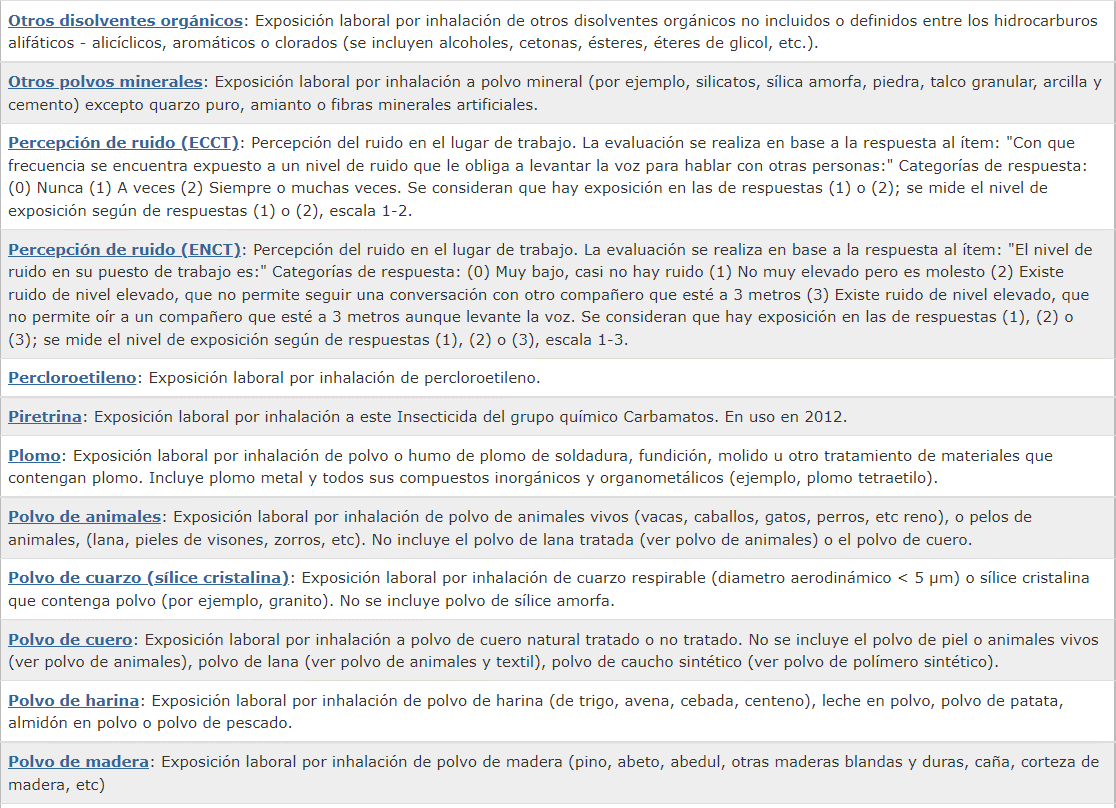 Otros disolventes orgánicos: Exposición laboral por inhalación de otros disolventes orgánicos no incluidos o definidos entre los hidrocarburos
alifáticos - alicíclicos, aromáticos o clorados (se incluyen alcoholes, cetonas, ésteres, éteres de glicol, etc.).
Otros polvos minerales: Exposición laboral por inhalación a polvo mineral (por ejemplo, silicatos, sílica amorfa, piedra, talco granular, arcilla y
cemento) excepto quarzo puro, amianto o fibras minerales artificiales.
Percepción de ruido (ECCT): Percepción del ruido en el lugar de trabajo. La evaluación se realiza en base a la respuesta al ítem: "Con que
frecuencia se encuentra expuesto a un nivel de ruido que le obliga a levantar la voz para hablar con otras personas:" Categorías de respuesta:
(0) Nunca (1) A veces (2) Siempre o muchas veces. Se consideran que hay exposición en las de respuestas (1) o (2); se mide el nivel de
exposición según de respuestas (1) o (2), escala 1-2.
Percepción de ruido (ENCT): Percepción del ruido en el lugar de trabajo. La evaluación se realiza en base a la respuesta al ítem: "El nivel de
ruido en su puesto de trabajo es:" Categorías de respuesta: (0) Muy bajo, casi no hay ruido (1) No muy elevado pero es molesto (2) Existe
ruido de nivel elevado, que no permite seguir una conversación con otro compañero que esté a 3 metros (3) Existe ruido de nivel elevado, que
no permite oír a un compañero que esté a 3 metros aunque levante la voz. Se consideran que hay exposición en las de respuestas (1), (2) o
(3); se mide el nivel de exposición según de respuestas (1), (2) o (3), escala 1-3.
Percloroetileno: Exposición laboral por inhalación de percloroetileno.
Piretrina: Exposición laboral por inhalación a este Insecticida del grupo químico Carbamatos. En uso en 2012.
Plomo: Exposición laboral por inhalación de polvo o humo de plomo de soldadura, fundición, molido u otro tratamiento de materiales que
contengan plomo. Incluye plomo metal y todos sus compuestos inorgánicos y organometálicos (ejemplo, plomo tetraetilo).
Polvo de animales: Exposición laboral por inhalación de polvo de animales vivos (vacas, caballos, gatos, perros, etc reno), o pelos de
animales, (lana, pieles de visones, zorros, etc). No incluye el polvo de lana tratada (ver polvo de animales) o el polvo de cuero.
Polvo de cuarzo (sílice cristalina): Exposición laboral por inhalación de cuarzo respirable (diametro aerodinámico < 5 µm) o sílice cristalina
que contenga polvo (por ejemplo, granito). No se incluye polvo de sílice amorfa.
Polvo de cuero: Exposición laboral por inhalación a polvo de cuero natural tratado o no tratado. No se incluye el polvo de piel o animales vivos
(ver polvo de animales), polvo de lana (ver polvo de animales y textil), polvo de caucho sintético (ver polvo de polímero sintético).
Polvo de harina: Exposición laboral por inhalación de polvo de harina (de trigo, avena, cebada, centeno), leche en polvo, polvo de patata,
almidón en polvo o polvo de pescado.
Polvo de madera: Exposición laboral por inhalación de polvo de madera (pino, abeto, abedul, otras maderas blandas y duras, caña, corteza de
madera, etc)